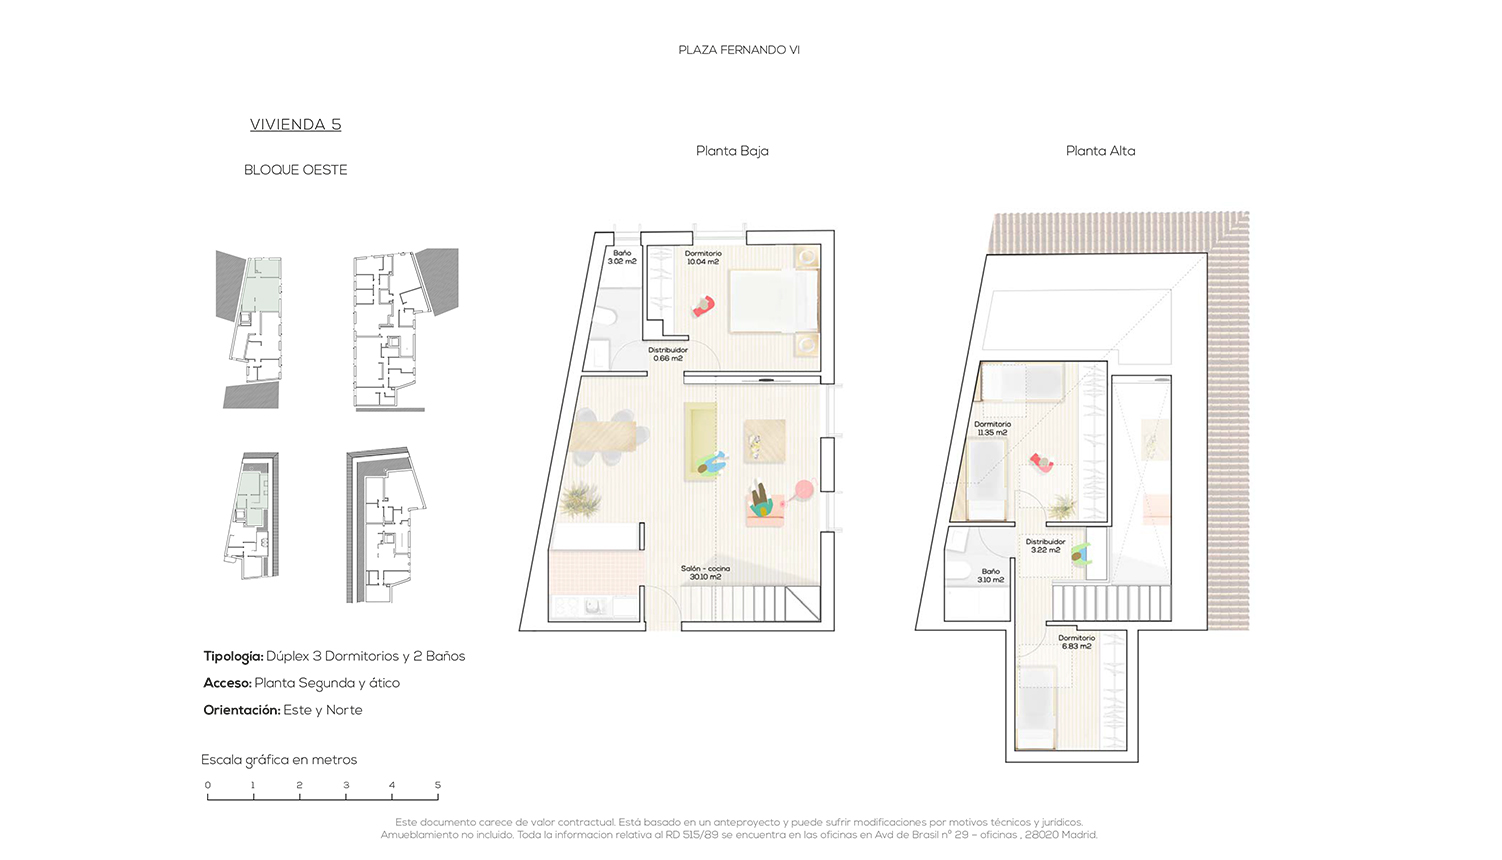 PLAZA FERNANDO VI
VIVIENDA 5
BLOQUE OESTE
Planta Baja
Planta Alta
Baño
3.02 m2
Dormitorio
10.04 m2
Distribuidor
0.66 m2
Salón - cocina
30.10 m2
Dormitorio
11.35 m2
Distribuidor
3.22 m2
Baño
3.10 m2
Dormitorio
6.83 m2
Tipología: Dúplex 3 Dormitorios y 2 Baños
Acceso: Planta Segunda y ático
Orientación: Este y Norte
Escala gráfica en metros
0 1 2 3 4 5
Este documento carece de valor contractual. Está basado en un anteproyecto y puede sufrir modificaciones por motivos técnicos y jurídicos.
Amueblamiento no incluido. Toda la informacion relativa al RD 515/89 se encuentra en las oficinas en Avd de Brasil nº 29 – oficinas , 28020 Madrid.